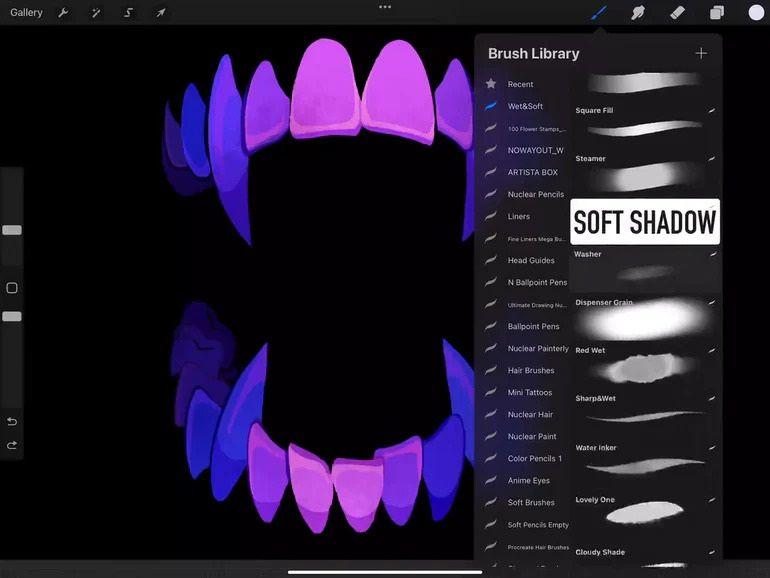 Gallery
Brush Library
Recent
Wet&Soft
100 Flower Stamps_...
NOWAYOUT_W
ARTISTA BOX
Nuclear Pencils
Liners
Fine Liners Mega Bu...
Head Guides
N Ballpoint Pens
Ultimate Drawing Nu...
Ballpoint Pens
Nuclear Painterly
Hair Brushes
Mini Tattoos
Nuclear Hair
Nuclear Paint
Color Pencils 1
Anime Eyes
Soft Brushes
Soft Pencils Empty
Procreate Hair Brushes
Square Fill
Steamer
SOFT SHADOW
Washer
Dispenser Grain
Red Wet
Sharp&Wet
Water Inker
Lovely One
Cloudy Shade